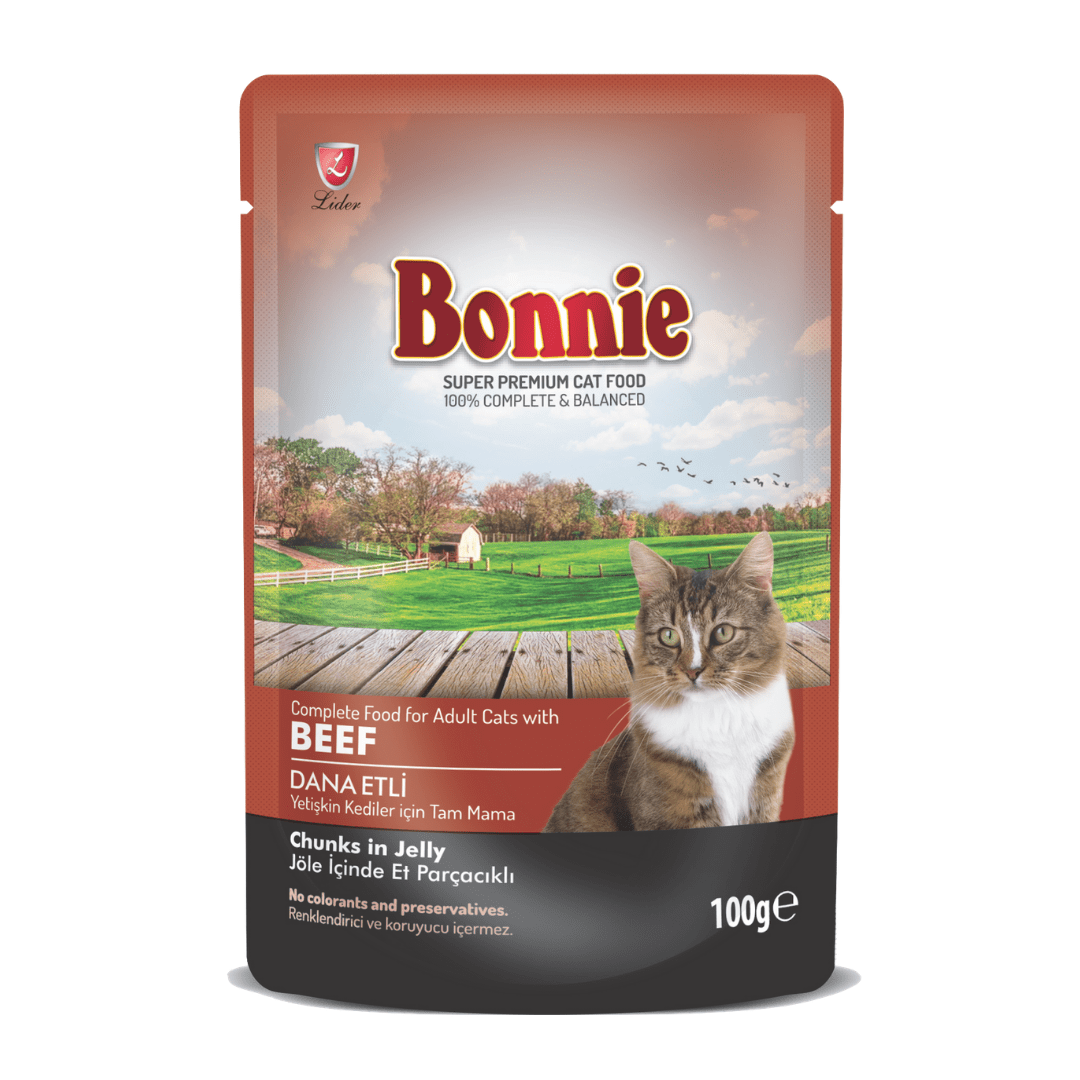 L
Lider
Bonnie
SUPER PREMIUM CAT FOOD
100% COMPLETE & BALANCED
Complete Food for Adult Cats with
BEEF
DANA ETLİ
Yetişkin Kediler için Tam Mama
Chunks in Jelly
Jöle İçinde Et Parçacıklı
No colorants and preservatives.
Renklendirici ve koruyucu içermez.
100g℮